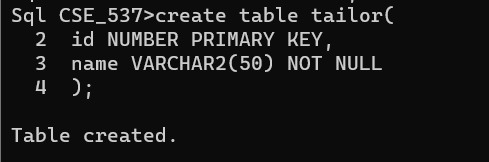 Sql CSE_537>create table tailor(
  2  id NUMBER PRIMARY KEY,
  3  name VARCHAR2(50) NOT NULL
  4  );
Table created.